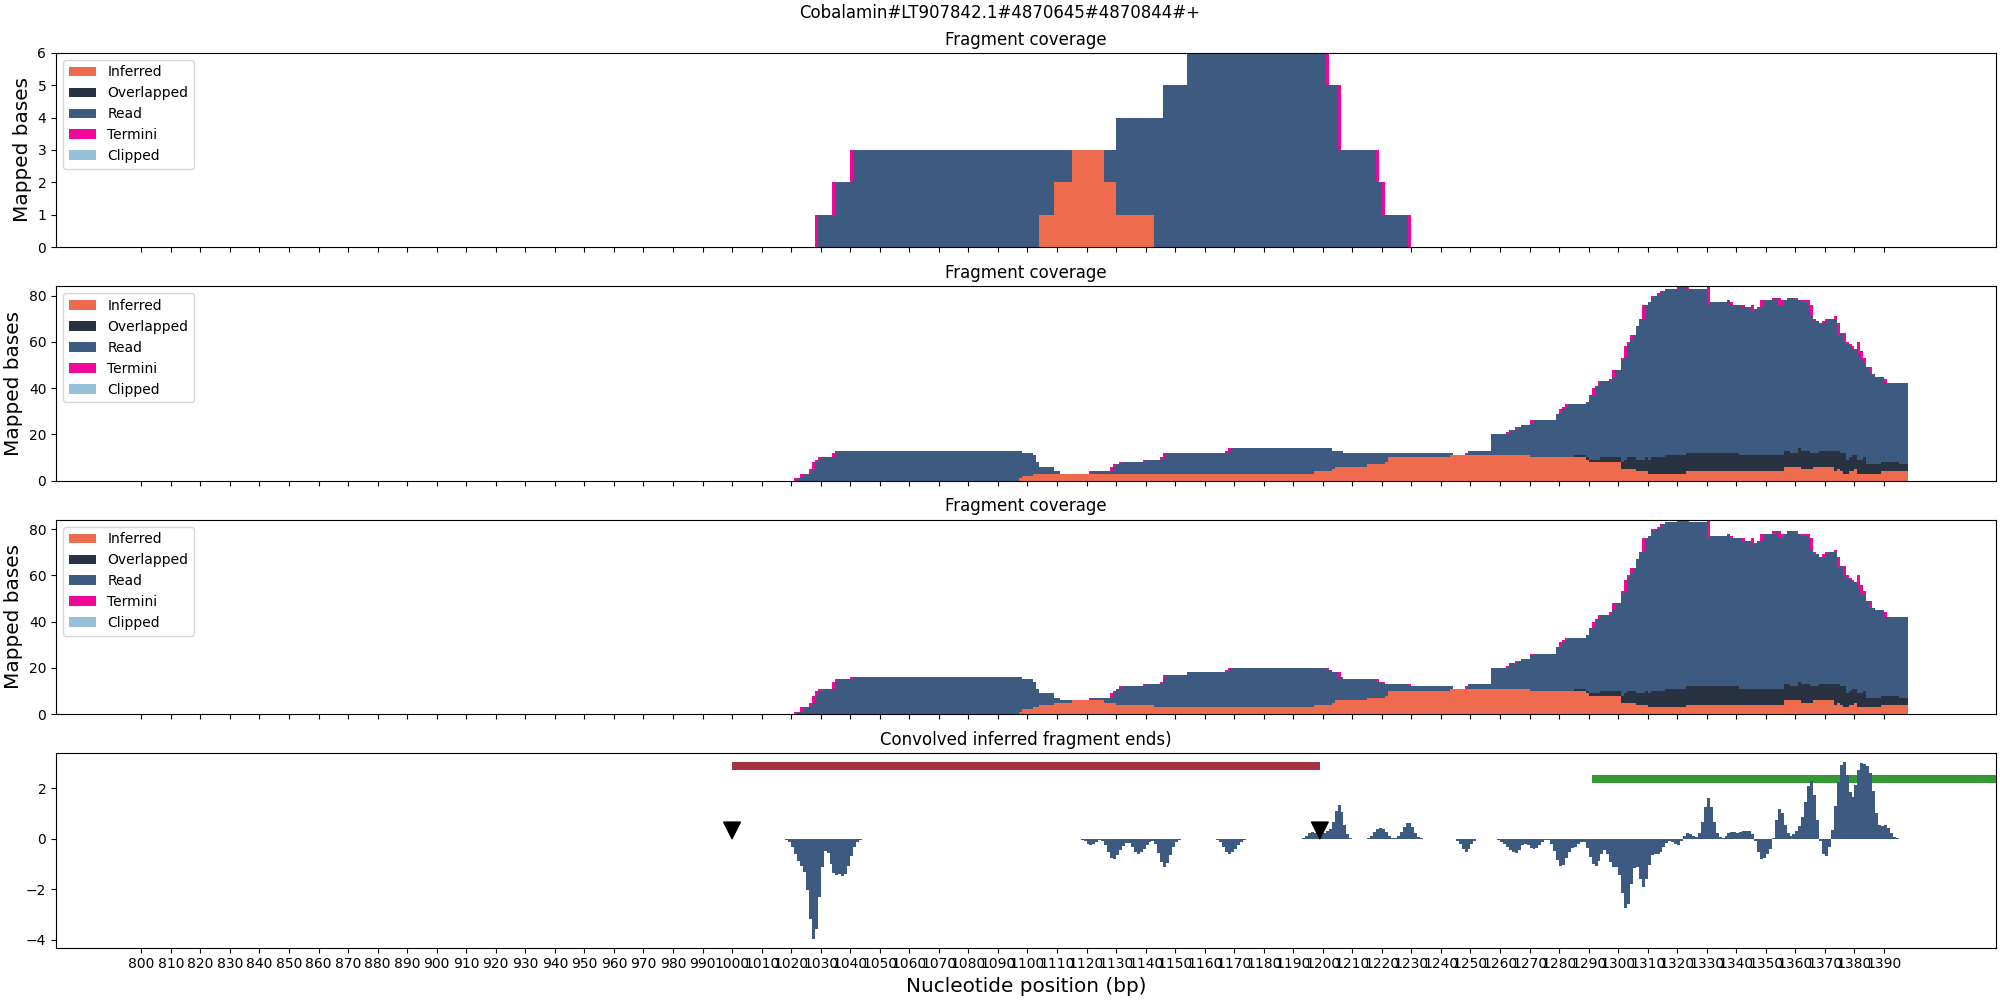 Cobalamin#LT907842.1#4870645#4870844#+
Fragment coverage
Mapped bases
6
5
4
3
2
1
0
Inferred
Overlapped
Read
Termini
Clipped
Fragment coverage
Mapped bases
80
60
40
20
0
Inferred
Overlapped
Read
Termini
Clipped
Fragment coverage
Mapped bases
80
60
40
20
0
Inferred
Overlapped
Read
Termini
Clipped
Convolved inferred fragment ends)
2
0
−2
−4
800 810 820 830 840 850 860 870 880 890 900 910 920 930 940 950 960 970 980 990 1000 1010 1020 1030 1040 1050 1060 1070 1080 1090 1100 1110 1120 1130 1140 1150 1160 1170 1180 1190 1200 1210 1220 1230 1240 1250 1260 1270 1280 1290 1300 1310 1320 1330 1340 1350 1360 1370 1380 1390
Nucleotide position (bp)